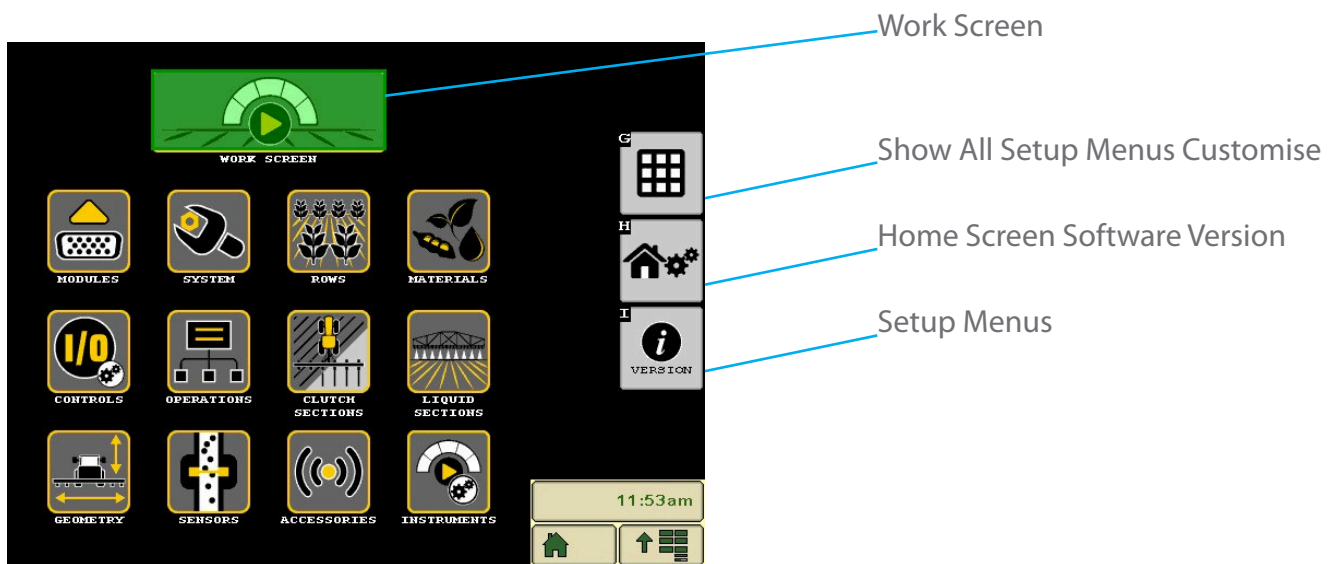 Work Screen
WORK SCREEN
G
Show All Setup Menus Customise
MODULES
SYSTEM
ROWS
MATERIALS
H
Home Screen Software Version
I/O
CONTROLS
OPERATIONS
CLUTCH
SECTIONS
LIQUID
SECTIONS
I
i
VERSION
Setup Menus
GEOMETRY
SENSORS
ACCESSORIES
INSTRUMENTS
11:53am